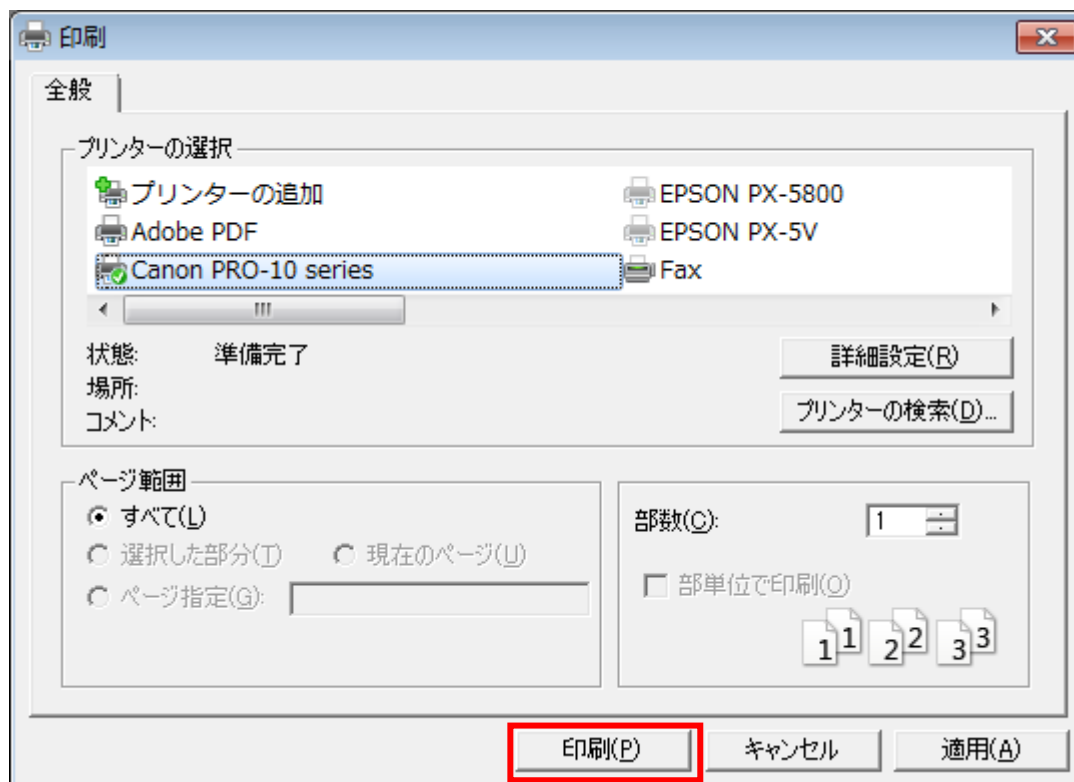 印刷
全般
プリンターの選択
プリンターの追加
EPSON PX-5800
Adobe PDF
EPSON PX-5V
Canon PRO-10 series
Fax
状態: 準備完了
詳細設定(R)
場所:
プリンターの検索(D)...
コメント:
ページ範囲
すべて(L)
部数(C): 1
選択した部分(T) 現在のページ(U)
ページ指定(G):
部単位で印刷(O)
1 1 2 2 3 3
印刷(P) キャンセル 適用(A)